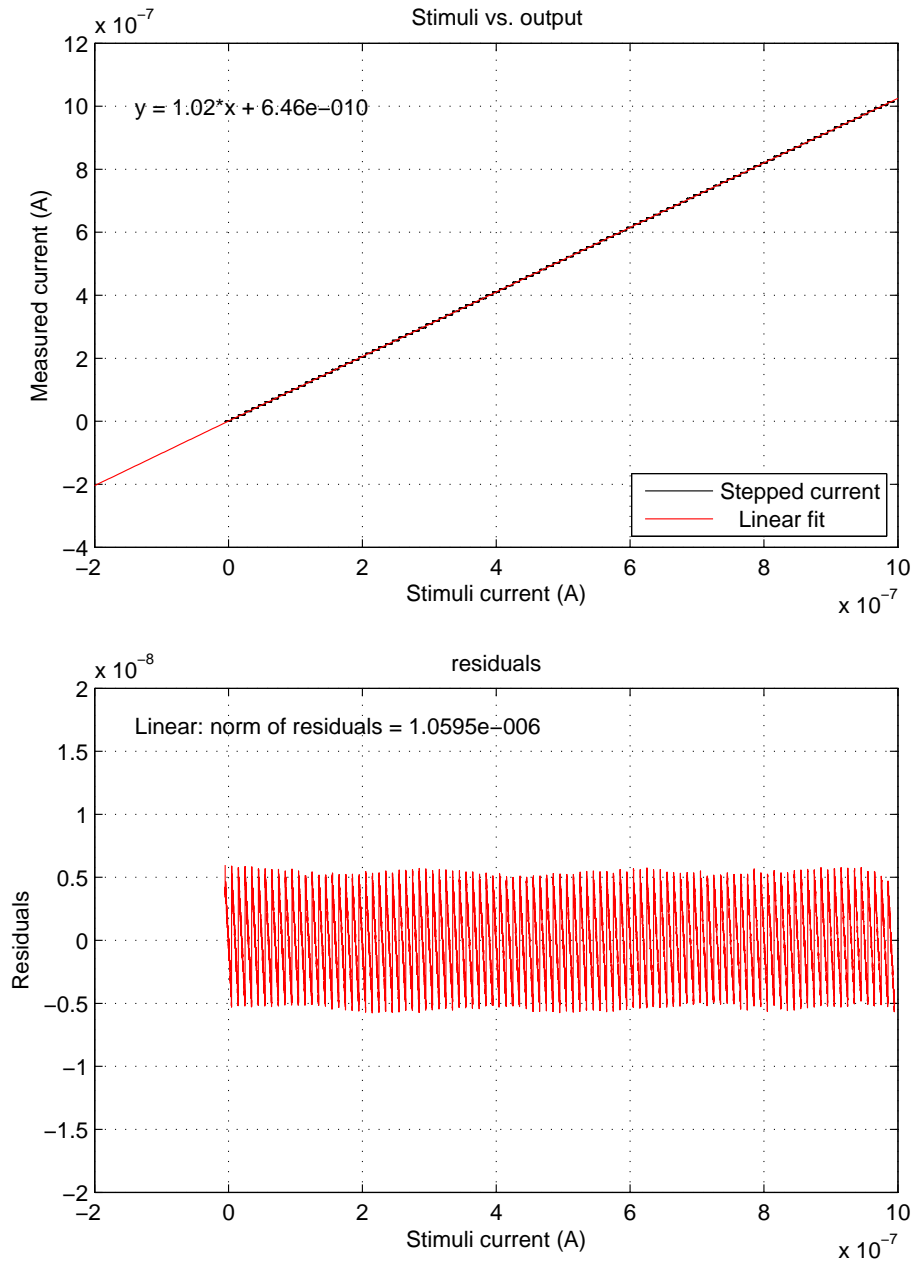 Stimuli vs. output
x 10−7
12
10
8
6
4
2
0
−2
−4
y = 1.02*x + 6.46e−010
Measured current (A)
Stepped current
Linear fit
−2 0 2 4 6 8 10
Stimuli current (A)
x 10−7
residuals
x 10−8
2
1.5
1
0.5
0
−0.5
−1
−1.5
−2
Linear: norm of residuals = 1.0595e−006
Residuals
−2 0 2 4 6 8 10
Stimuli current (A)
x 10−7